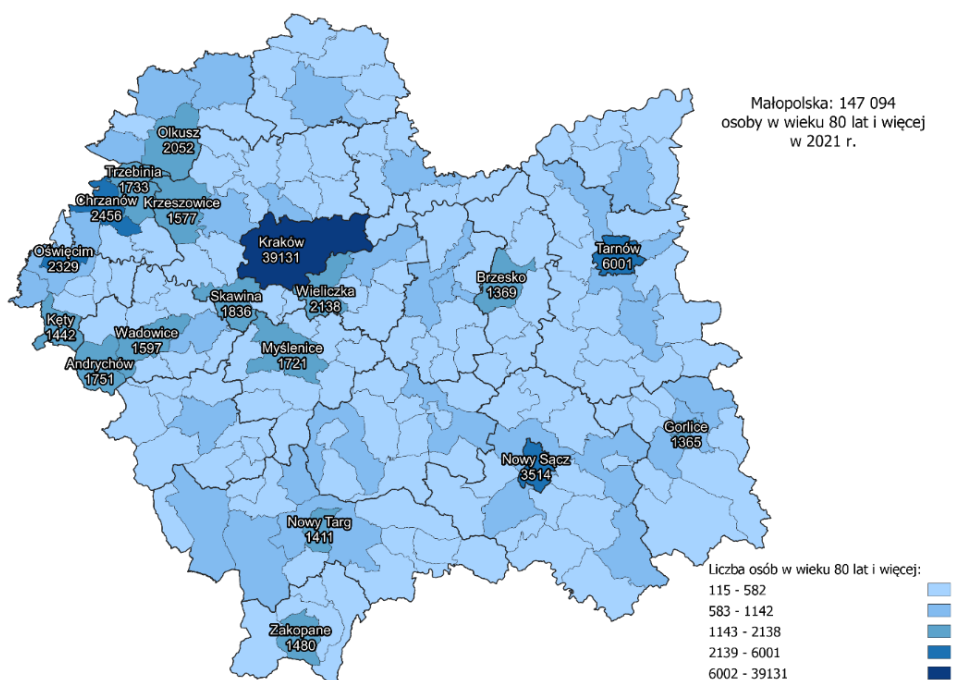 Małopolska: 147 094
osoby w wieku 80 lat i więcej
w 2021 r.
Olkusz
2052
Trzebinia
1733
Chrzanów
2456
Krzeszowice
1577
Kraków
39131
Oświęcim
2329
Tarnów
6001
Brzesko
1369
Skawina
1836
Wieliczka
2138
Kęty
1442
Wadowice
1597
Myślenice
1721
Andrychów
1751
Gorlice
1365
Nowy Sącz
3514
Nowy Targ
1411
Zakopane
1480
Liczba osób w wieku 80 lat i więcej:
115 - 582
583 - 1142
1143 - 2138
2139 - 6001
6002 - 39131